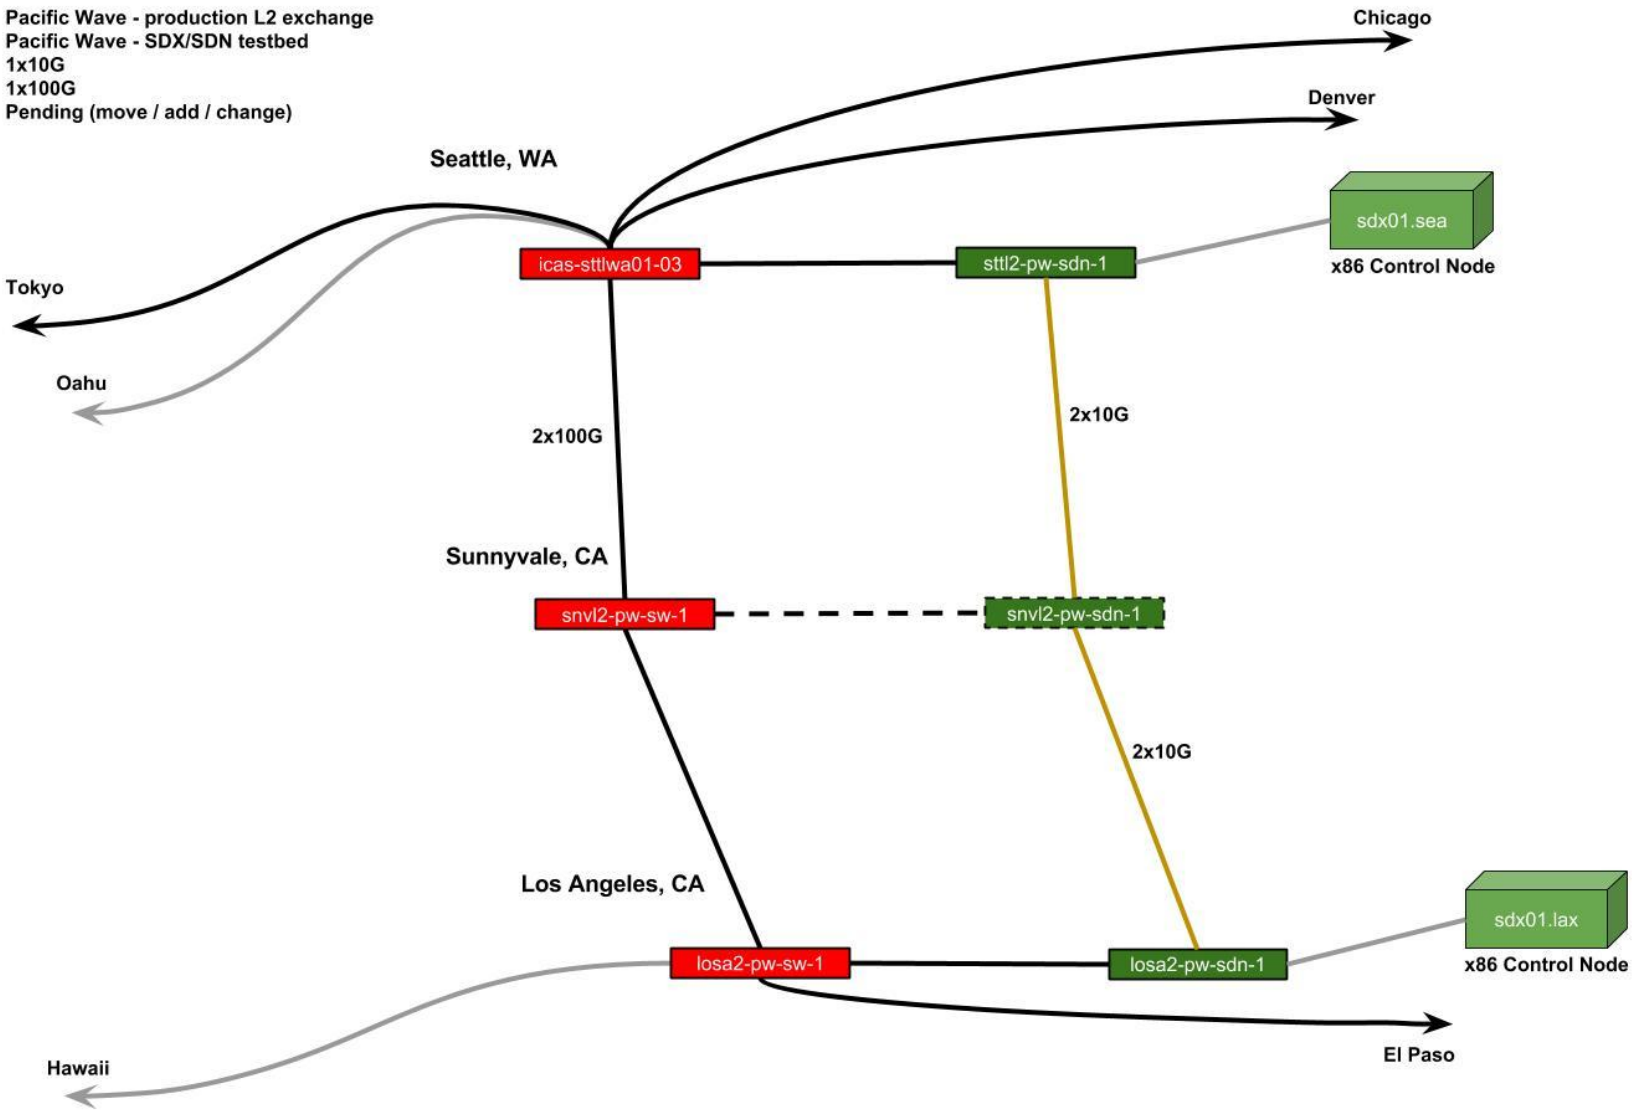 Pacific Wave - production L2 exchange
Pacific Wave - SDX/SDN testbed
1x10G
1x100G
Pending (move / add / change)
Chicago
Denver
Seattle, WA
sdx01.sea
icas-sttlwa01-03
sttl2-pw-sdn-1
x86 Control Node
Tokyo
Oahu
2x10G
2x100G
Sunnyvale, CA
snvl2-pw-sw-1
snvl2-pw-sdn-1
2x10G
Los Angeles, CA
sdx01.lax
losa2-pw-sw-1
losa2-pw-sdn-1
x86 Control Node
El Paso
Hawaii